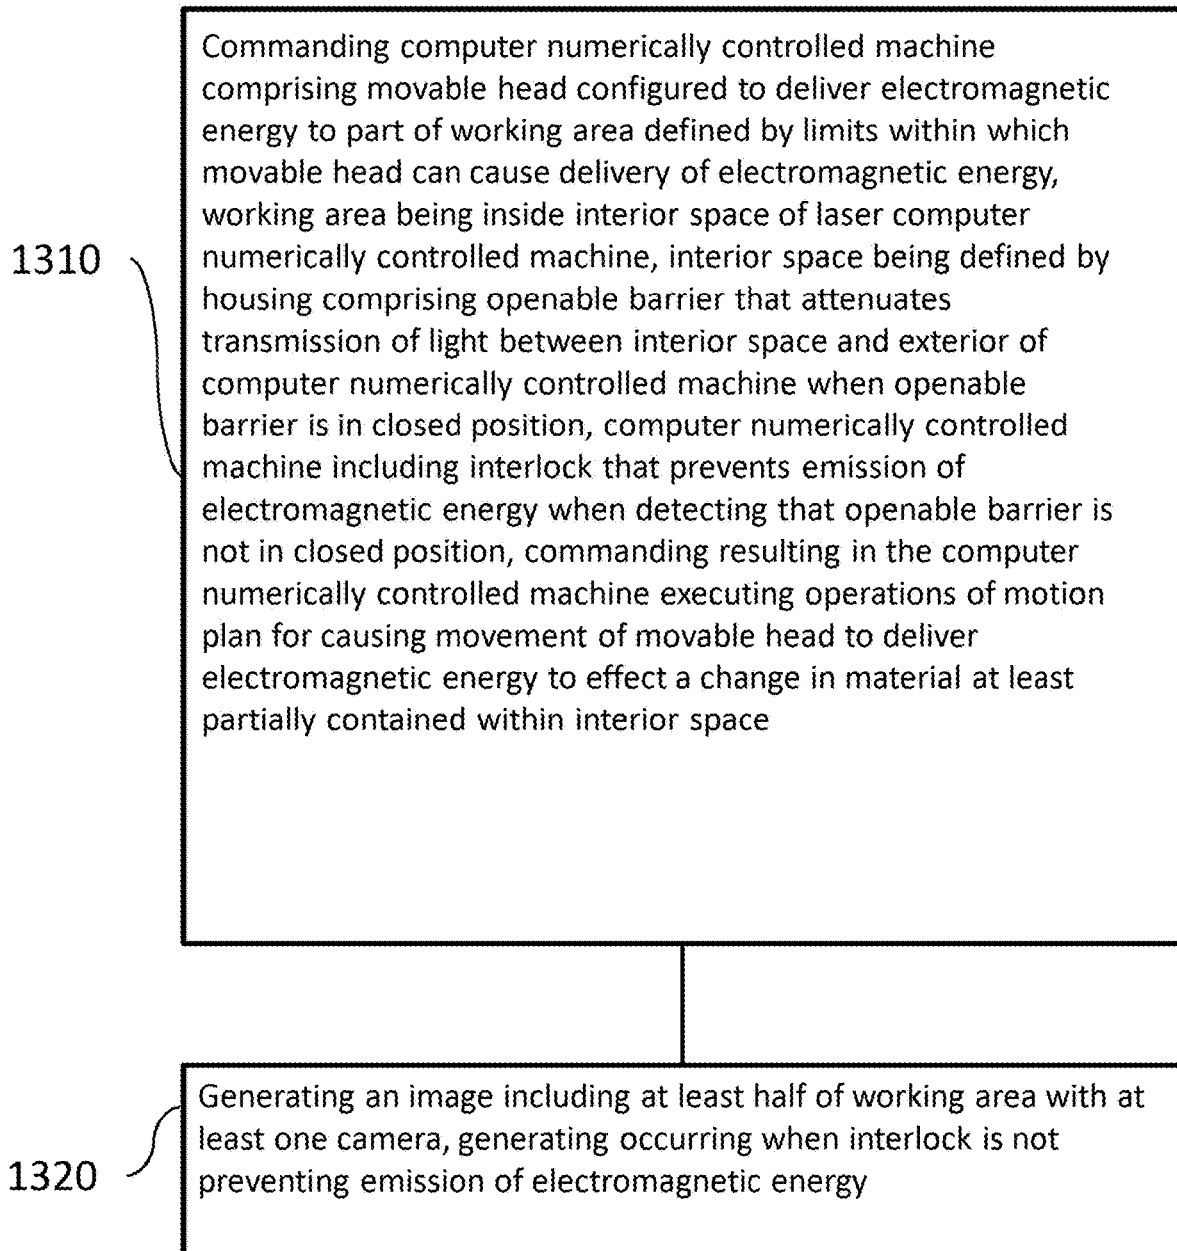 Commanding computer numerically controlled machine
comprising movable head configured to deliver electromagnetic
energy to part of working area defined by limits within which
movable head can cause delivery of electromagnetic energy,
working area being inside interior space of laser computer
1310
numerically controlled machine, interior space being defined by
housing comprising openable barrier that attenuates
transmission of light between interior space and exterior of
computer numerically controlled machine when openable
barrier is in closed position, computer numerically controlled
machine including interlock that prevents emission of
electromagnetic energy when detecting that openable barrier is
not in closed position, commanding resulting in the computer
numerically controlled machine executing operations of motion
plan for causing movement of movable head to deliver
electromagnetic energy to effect a change in material at least
partially contained within interior space
Generating an image including at least half of working area with at
least one camera, generating occurring when interlock is not
1320
preventing emission of electromagnetic energy